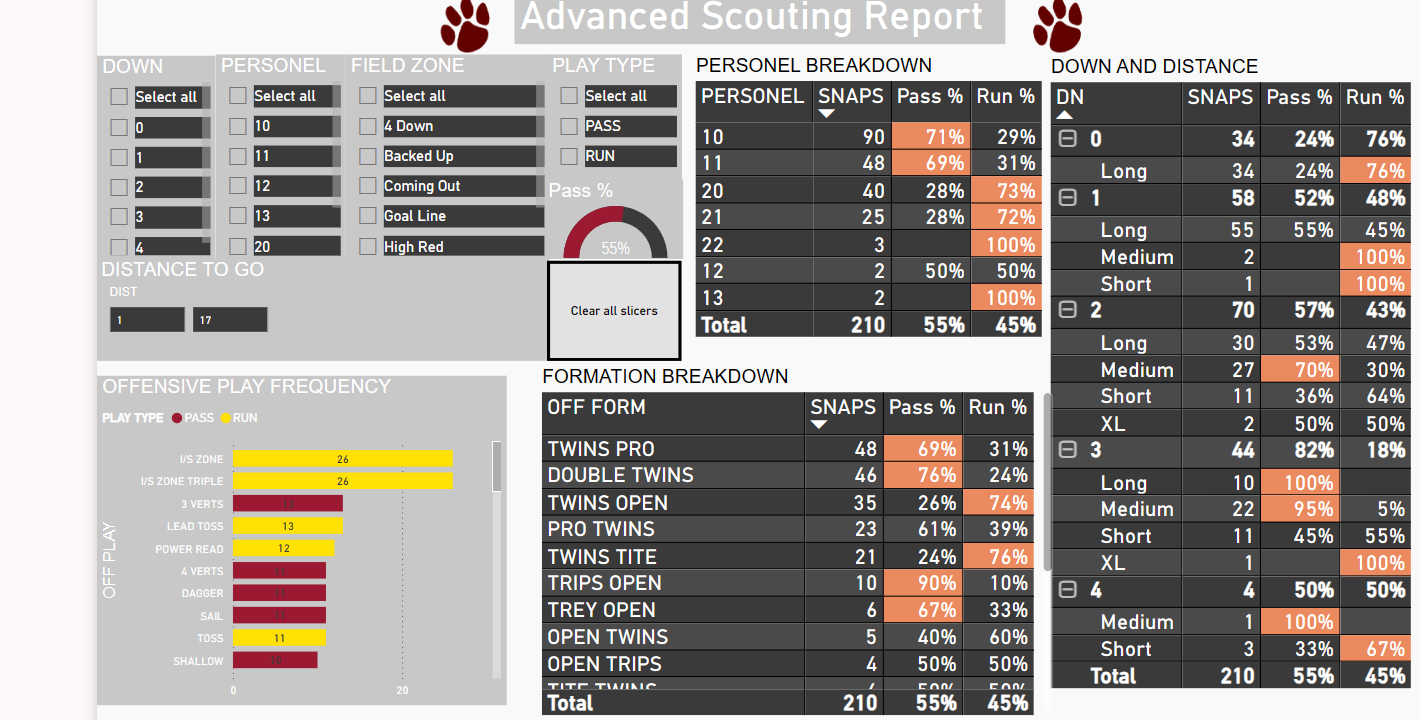 Advanced Scouting Report
DOWN
Select all
0
1
2
3
4
PERSONEL
Select all
10
11
12
13
20
FIELD ZONE
Select all
4 Down
Backed Up
Coming Out
Goal Line
High Red
PLAY TYPE
Select all
PASS
RUN
Pass %
55%
DISTANCE TO GO
DIST
1 17
Clear all slicers
PERSONEL BREAKDOWN
PERSONEL SNAPS Pass % Run %
10 90 71% 29%
11 48 69% 31%
20 40 28% 73%
21 25 28% 72%
22 3 100%
12 2 50% 50%
13 2 100%
Total 210 55% 45%
DOWN AND DISTANCE
DN SNAPS Pass % Run %
0 34 24% 76%
Long 34 24% 76%
1 58 52% 48%
Long 55 55% 45%
Medium 2 100%
Short 1 100%
2 70 57% 43%
Long 30 53% 47%
Medium 27 70% 30%
Short 11 36% 64%
XL 2 50% 50%
3 44 82% 18%
Long 10 100%
Medium 22 95% 5%
Short 11 45% 55%
XL 1 100%
4 4 50% 50%
Medium 1 100%
Short 3 33% 67%
Total 210 55% 45%
OFFENSIVE PLAY FREQUENCY
PLAY TYPE PASS RUN
OFF PLAY
I/S ZONE 26
I/S ZONE TRIPLE 26
3 VERTS 13
LEAD TOSS 13
POWER READ 12
4 VERTS 11
DAGGER 11
SAIL 11
TOSS 11
SHALLOW 10
0 20
FORMATION BREAKDOWN
OFF FORM SNAPS Pass % Run %
TWINS PRO 48 69% 31%
DOUBLE TWINS 46 76% 24%
TWINS OPEN 35 26% 74%
PRO TWINS 23 61% 39%
TWINS TITE 21 24% 76%
TRIPS OPEN 10 90% 10%
TREY OPEN 6 67% 33%
OPEN TWINS 5 40% 60%
OPEN TRIPS 4 50% 50%
TITE TWINS 4 50% 50%
Total 210 55% 45%